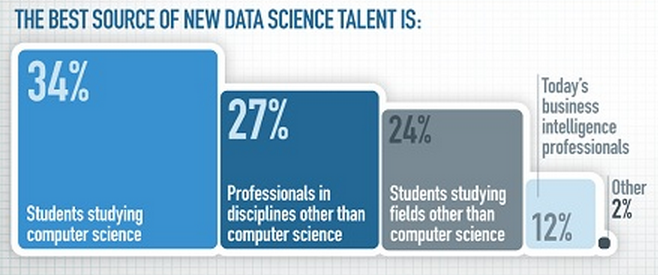 THE BEST SOURCE OF NEW DATA SCIENCE TALENT IS:
34%
Students studying
computer science
27%
Professionals in
disciplines other than
computer science
24%
Students studying
fields other than
computer science
Today's
business
intelligence
professionals
12%
Other
2%